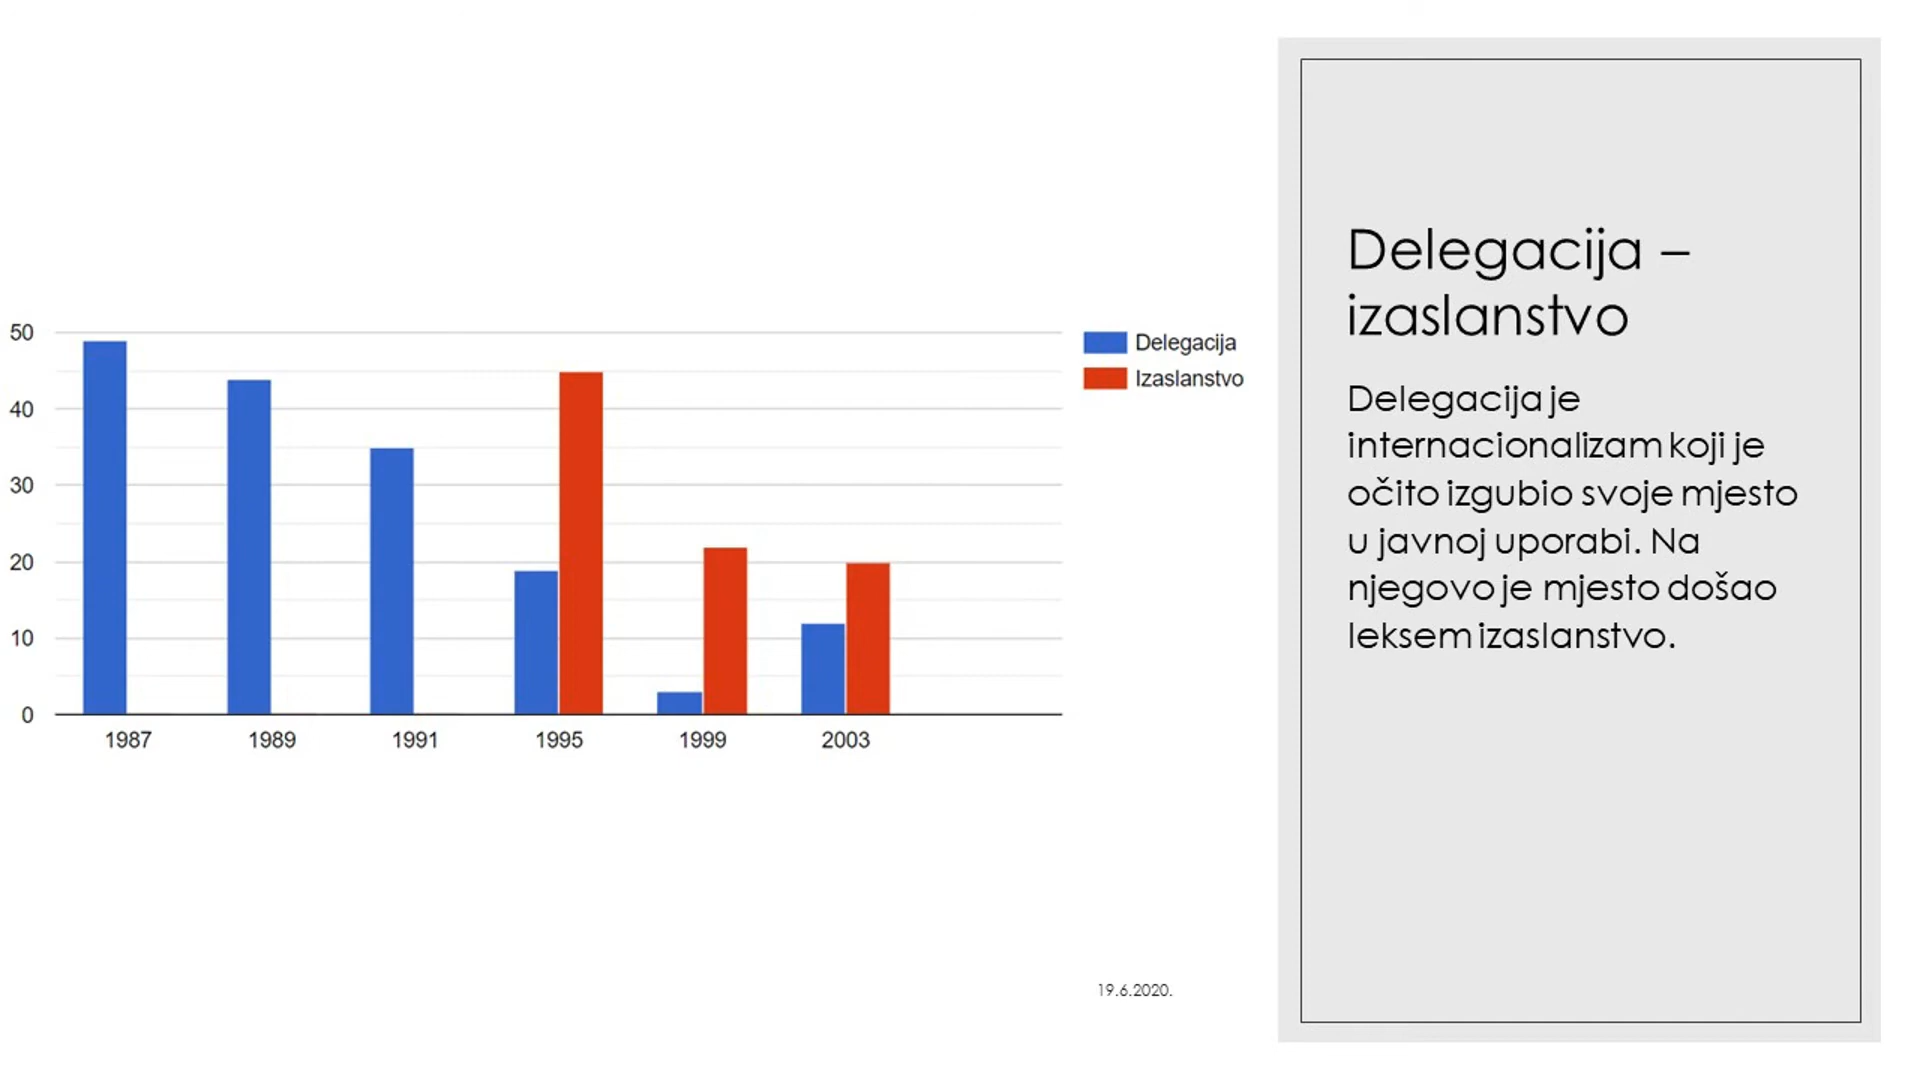 50
40
30
20
10
0
1987 1989 1991 1995 1999 2003
Delegacija
Izaslanstvo
19.6.2020.
Delegacija –
izaslanstvo
Delegacija je
internacionalizam koji je
očito izgubio svoje mjesto
u javnoj uporabi. Na
njegovo je mjesto došao
leksem izaslanstvo.